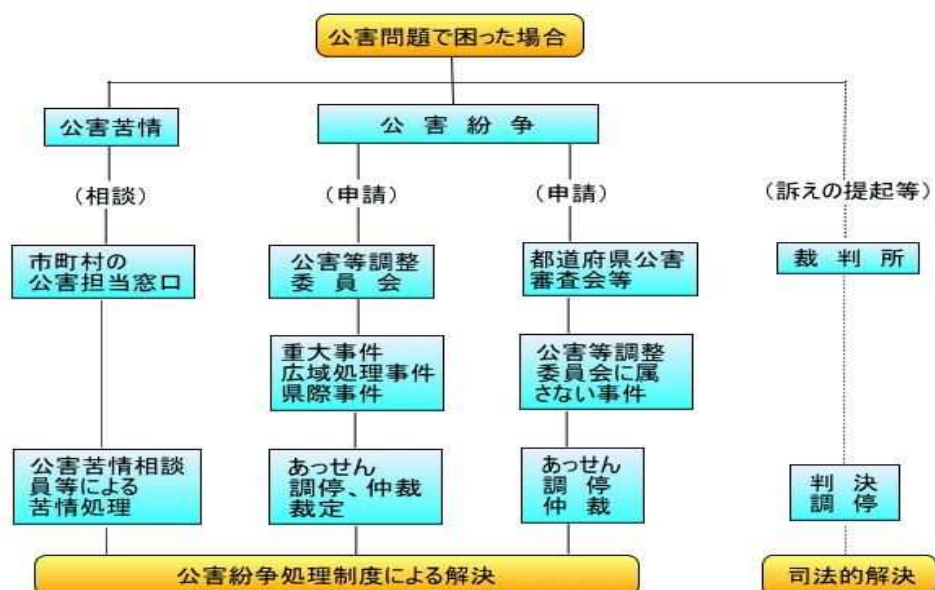 公害問題で困った場合
公害苦情
公害紛争
（相談）
（申請）
（申請）
（訴えの提起等）
市町村の
公害担当窓口
公害等調整
委員会
都道府県公害
審査会等
裁判所
重大事件
広域処理事件
県際事件
公害等調整
委員会に属
さない事件
公害苦情相談
員等による
苦情処理
あっせん
調停、仲裁
裁定
あっせん
調停
仲裁
判決
調停
公害紛争処理制度による解決
司法的解決